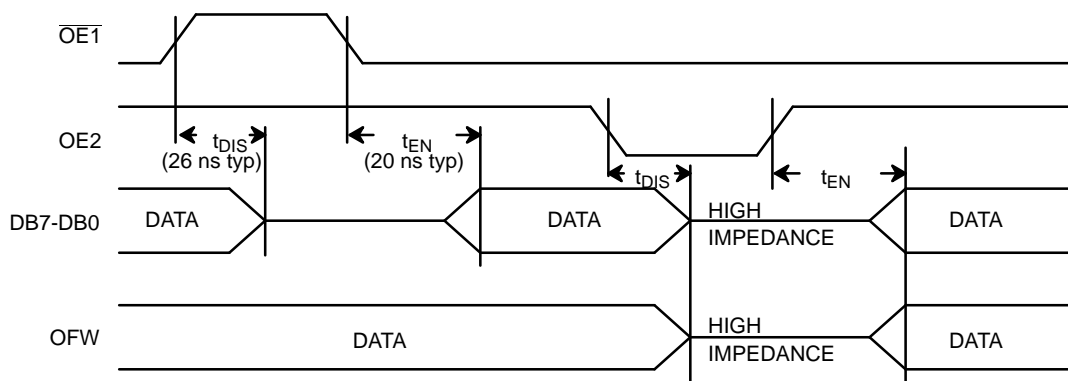 OE1
OE2
tDIS
(26 ns typ)
tEN
(20 ns typ)
tDIS
tEN
DB7-DB0
DATA
DATA
HIGH
IMPEDANCE
DATA
OFW
DATA
HIGH
IMPEDANCE
DATA